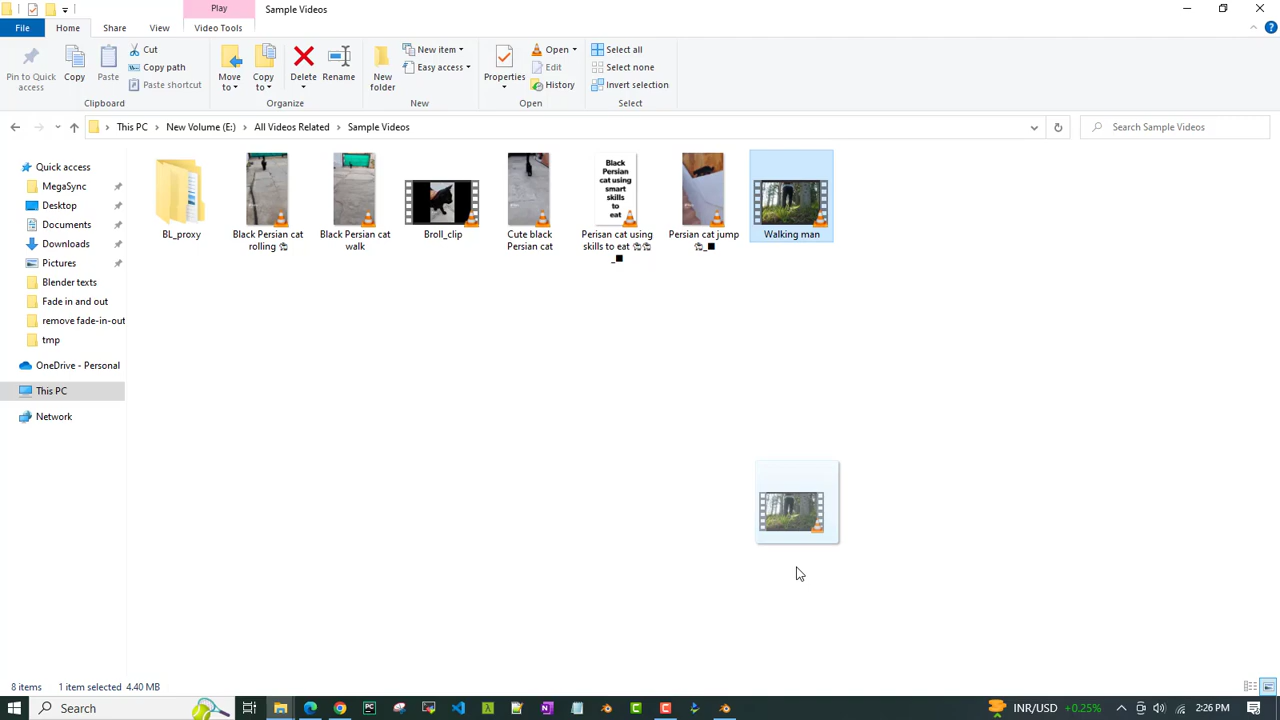 Play
Sample Videos
File
Home
Share
View
Video Tools
Pin to Quick
access
Copy
Paste
Cut
Copy path
Paste shortcut
Clipboard
Move
to
Copy
to
Delete
Rename
Organize
New
folder
New item
Easy access
New
Properties
Open
Edit
History
Open
Select all
Select none
Invert selection
Select
This PC
New Volume (E:)
All Videos Related
Sample Videos
Search Sample Videos
Quick access
MegaSync
Desktop
Documents
Downloads
Pictures
Blender texts
Fade in and out
remove fade-in-out
tmp
OneDrive - Personal
This PC
Network
BL_proxy
Black Persian cat
rolling
Black Persian cat
walk
Broll_clip
Cute black
Persian cat
Black
Persian
cat using
smart
skills
to
eat
Perisan cat using
skills to eat
Persian cat jump
Walking man
8 items
1 item selected 4.40 MB
Search
INR/USD +0.25%
2:26 PM